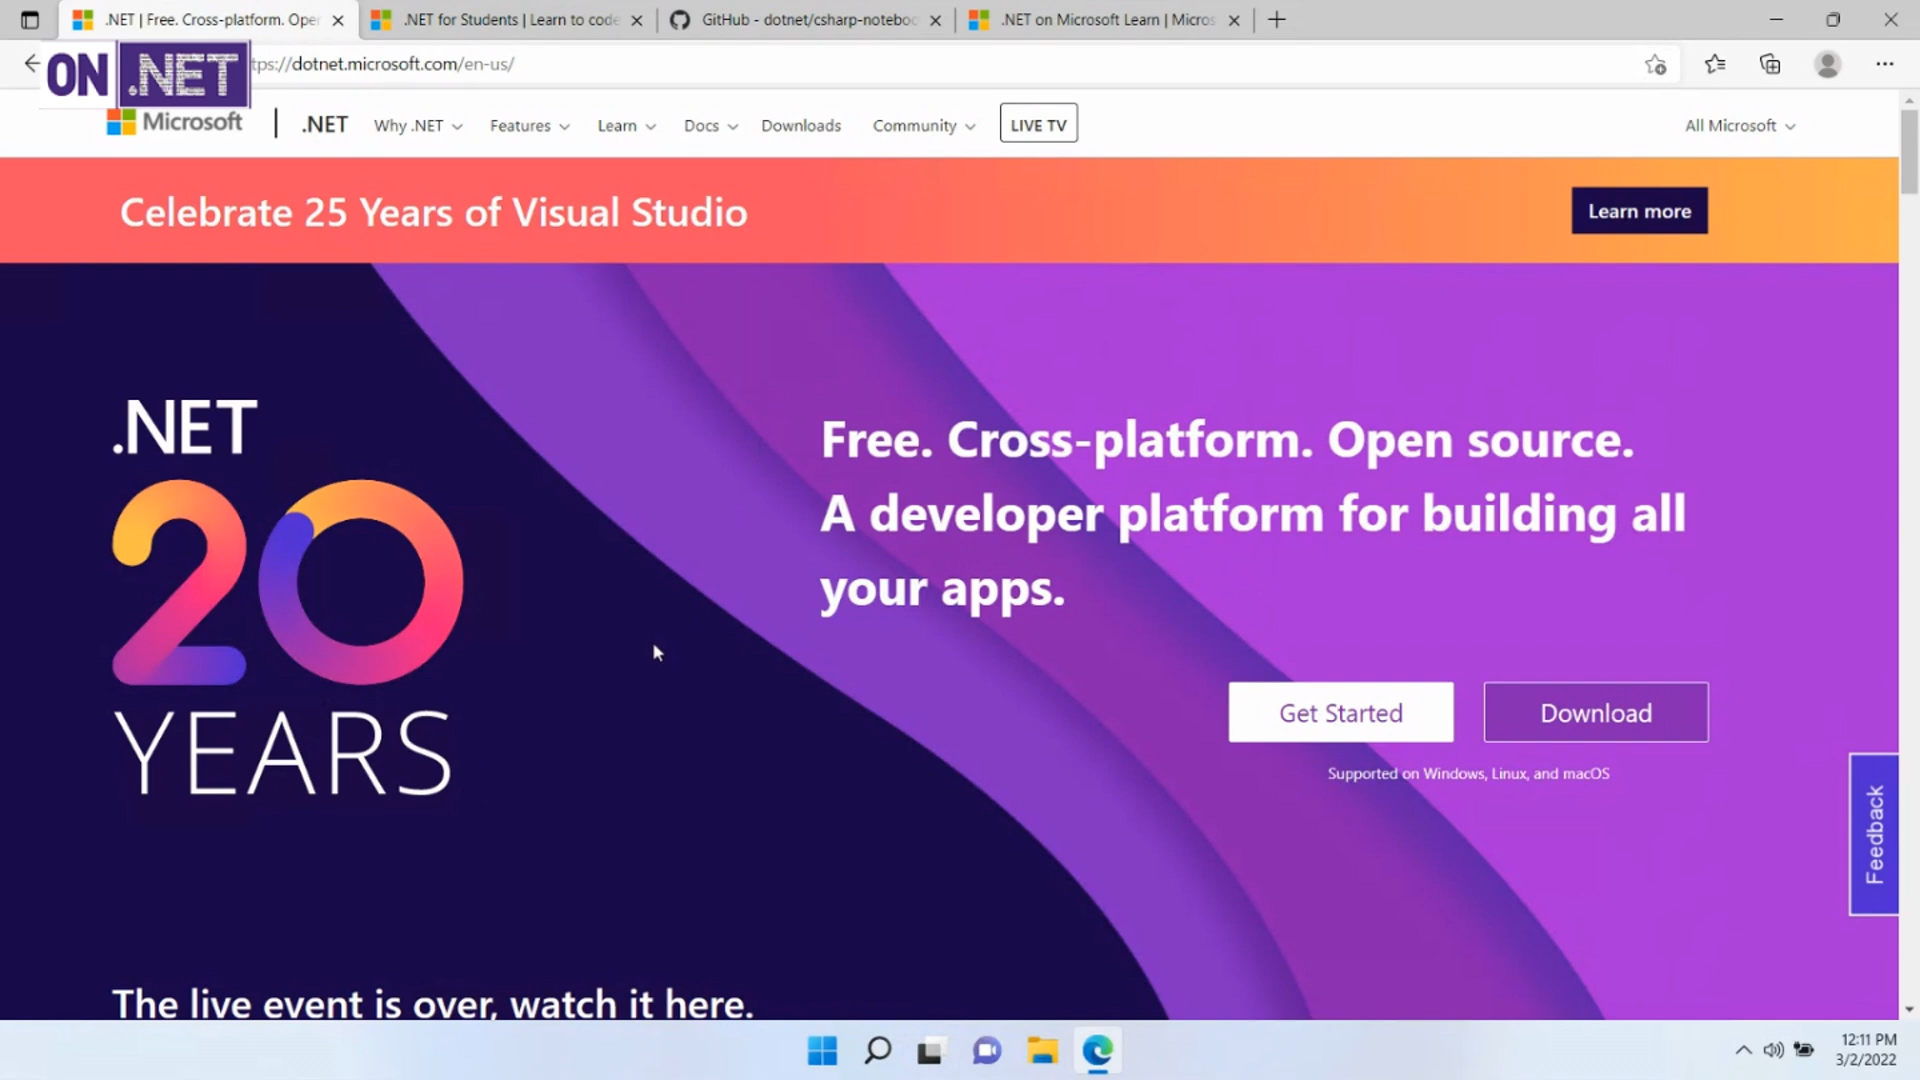 .NET | Free. Cross-platform. Ope
.NET for Students | Learn to code
GitHub - dotnet/csharp-notebo
.NET on Microsoft Learn | Micros
ON .NET
tps://dotnet.microsoft.com/en-us/
Microsoft
.NET
Why .NET
Features
Learn
Docs
Downloads
Community
LIVE TV
All Microsoft
Celebrate 25 Years of Visual Studio
Learn more
.NET
20
YEARS
Free. Cross-platform. Open source.
A developer platform for building all
your apps.
Get Started
Download
Supported on Windows, Linux, and macOS
Feedback
The live event is over, watch it here.
12:11 PM
3/2/2022